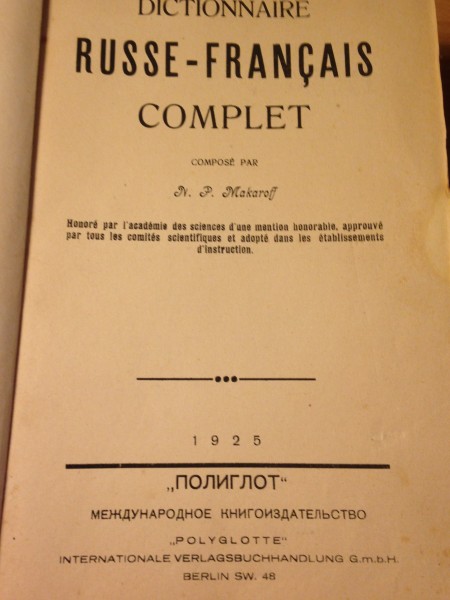 DICTIONNAIRE
RUSSE-FRANÇAIS
COMPLET
COMPOSÉ PAR
N. P. Makaroff
Honoré par l'académie des sciences d'une mention honorable, approuvé
par tous les comités scientifiques et adopté dans les établissements
d'instruction.
1925
„ПОЛИГЛОТ“
МЕЖДУНАРОДНОЕ КНИГОИЗДАТЕЛЬСТВО
„POLYGLOTTE“
INTERNATIONALE VERLAGSBUCHHANDLUNG G.m.b.H.
BERLIN SW. 48